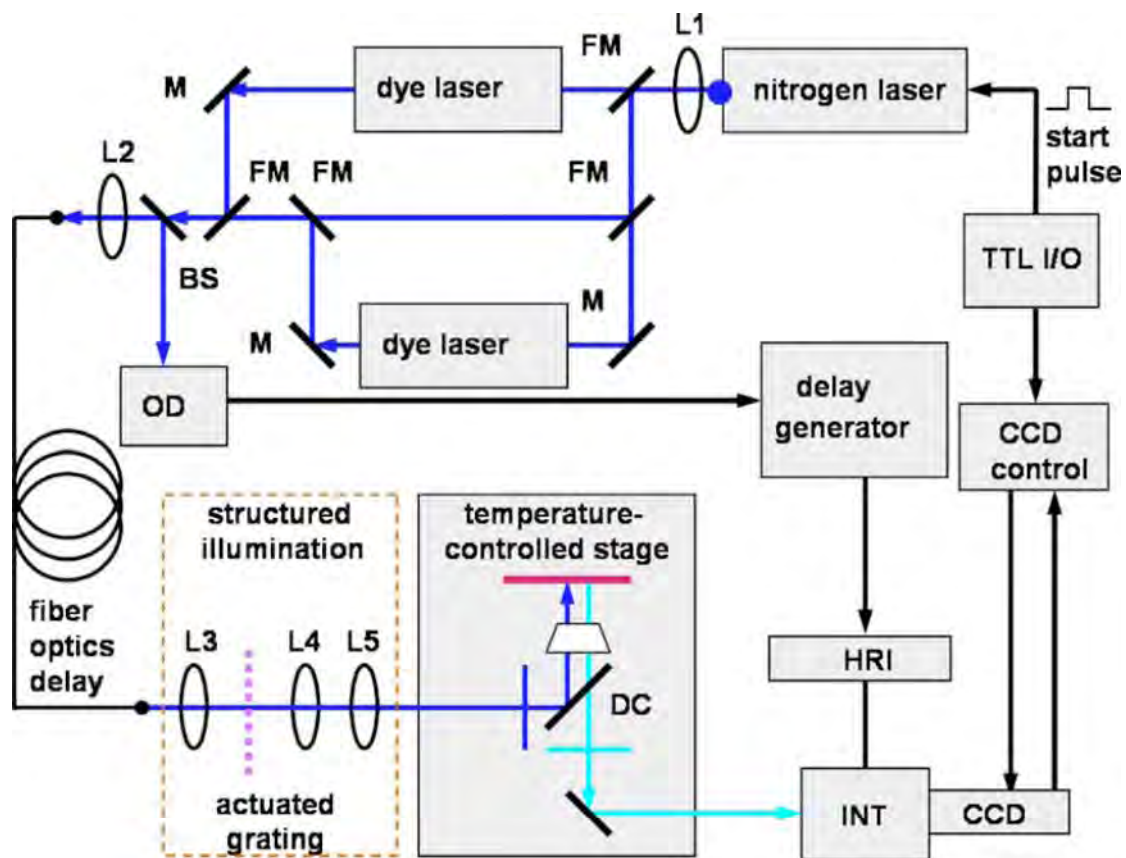 L1
FM
M
dye laser
nitrogen laser
start
pulse
L2
FM
FM
FM
BS
TTL I/O
M
M
dye laser
OD
delay
generator
CCD
control
structured
illumination
temperature-
controlled stage
fiber
optics
delay
L3
L4
L5
DC
HRI
actuated
grating
INT
CCD